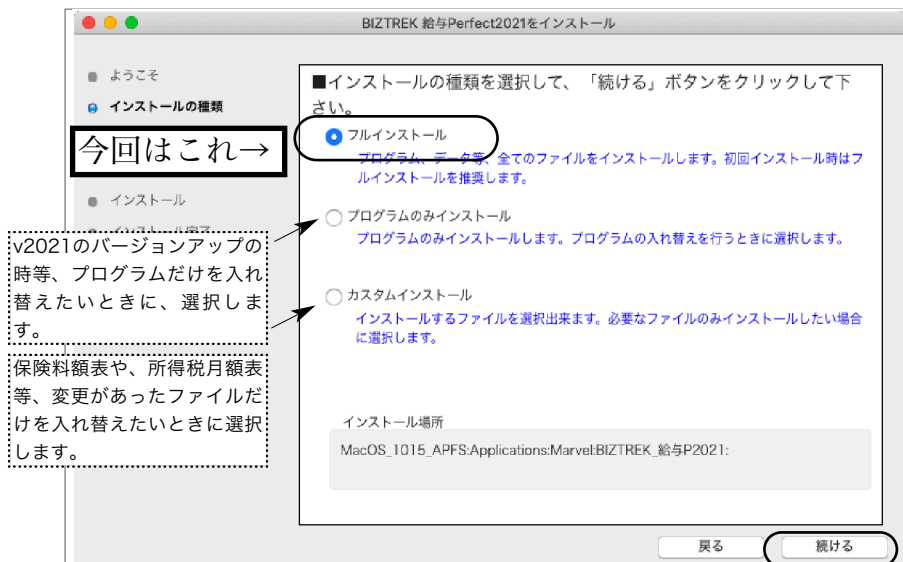 BIZTREK 給与Perfect2021をインストール
ようこそ
インストールの種類
今回はこれ→
インストール
v2021のバージョンアップの
時等、プログラムだけを入れ
替えたいときに、選択しま
す。
保険料額表や、所得税月額表
等、変更があったファイルだ
けを入れ替えたいときに選択
します。
■インストールの種類を選択して、「続ける」ボタンをクリックして下
さい。
フルインストール
プログラム、データ等、全てのファイルをインストールします。初回インストール時はフ
ルインストールを推奨します。
プログラムのみインストール
プログラムのみインストールします。プログラムの入れ替えを行うときに選択します。
カスタムインストール
インストールするファイルを選択出来ます。必要なファイルのみインストールしたい場合
に選択します。
インストール場所
MacOS_1015_APFS:Applications:Marvel:BIZTREK_給与P2021:
戻る
続ける